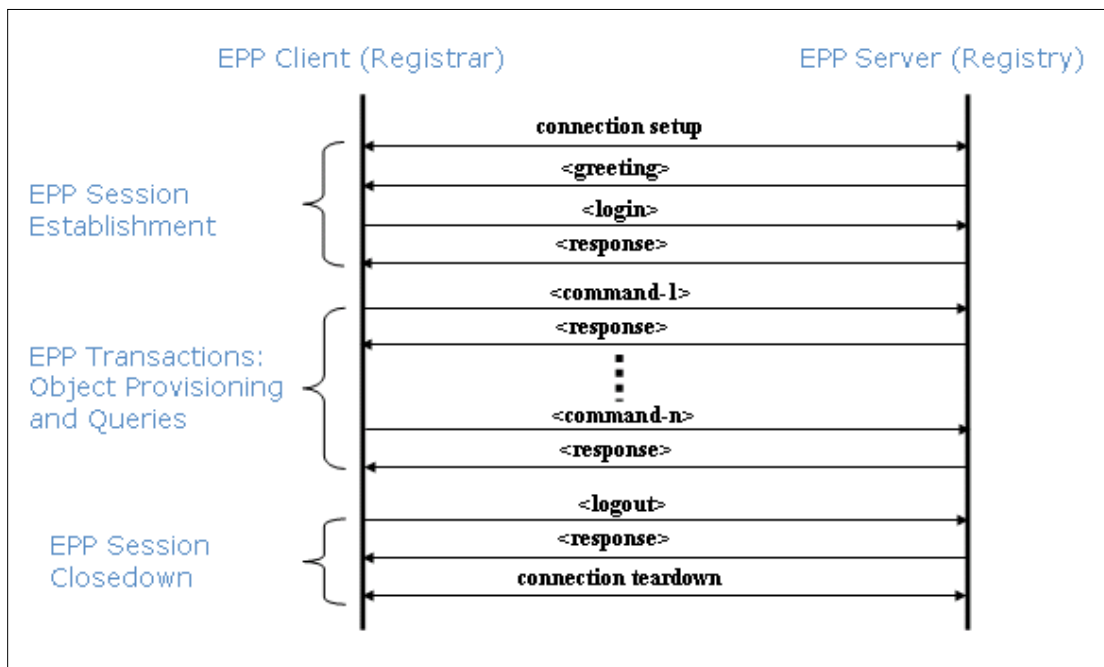 EPP Client (Registrar)
EPP Server (Registry)
connection setup
<greeting>
EPP Session
Establishment
<login>
<response>
<command-1>
<response>
EPP Transactions:
Object Provisioning
and Queries
<command-n>
<response>
<logout>
<response>
EPP Session
Closedown
connection teardown